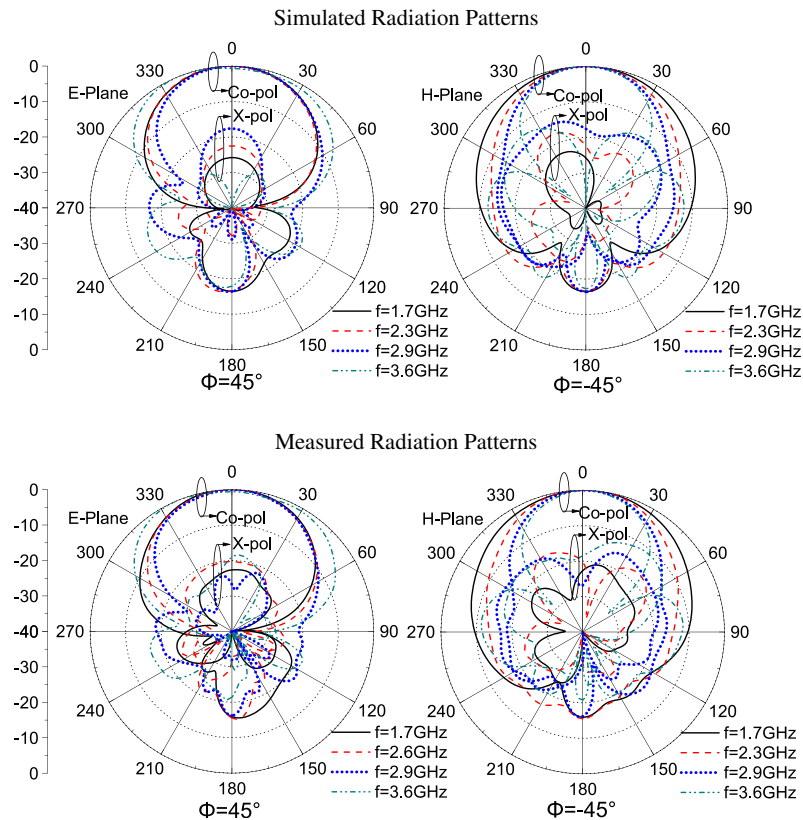 Simulated Radiation Patterns
0
-10
-20
-30
-40
-30
-20
-10
0
E-Plane
Co-pol
X-pol
0
30
60
90
120
150
180
210
240
270
300
330
f=1.7GHz
f=2.3GHz
f=2.9GHz
f=3.6GHz
Φ=45°
H-Plane
Co-pol
X-pol
0
30
60
90
120
150
180
210
240
270
300
330
f=1.7GHz
f=2.3GHz
f=2.9GHz
f=3.6GHz
Φ=-45°
Measured Radiation Patterns
0
-10
-20
-30
-40
-30
-20
-10
0
E-Plane
Co-pol
X-pol
0
30
60
90
120
150
180
210
240
270
300
330
f=1.7GHz
f=2.6GHz
f=2.9GHz
f=3.6GHz
Φ=45°
H-Plane
Co-pol
X-pol
0
30
60
90
120
150
180
210
240
270
300
330
f=1.7GHz
f=2.3GHz
f=2.9GHz
f=3.6GHz
Φ=-45°